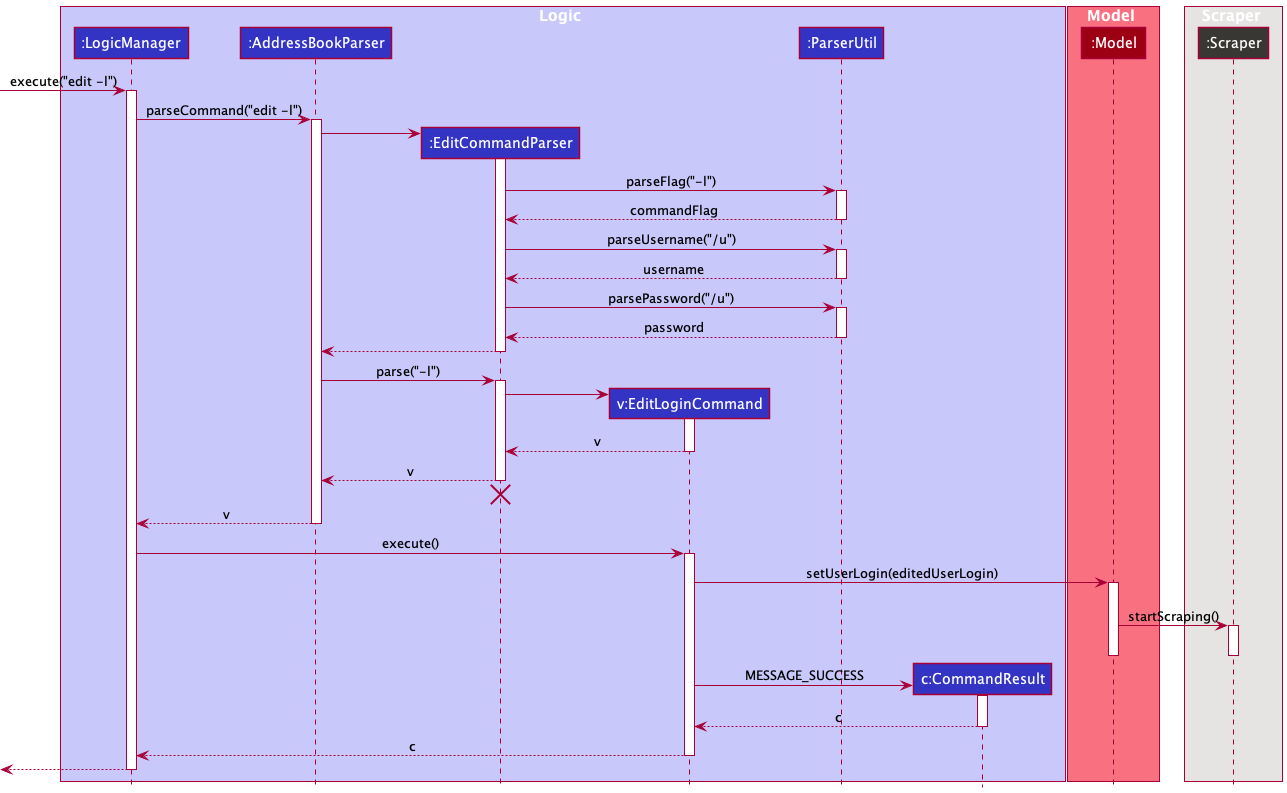 Logic
Model
Scraper
:LogicManager
:AddressBookParser
:ParserUtil
:Model
:Scraper
execute("edit -l")
parseCommand("edit -l")
:EditCommandParser
parseFlag("-l")
commandFlag
parseUsername("/u")
username
parsePassword("/u")
password
parse("-l")
v:EditLoginCommand
v
v
v
execute()
setUserLogin(editedUserLogin)
startScraping()
MESSAGE_SUCCESS
c:CommandResult
c
c